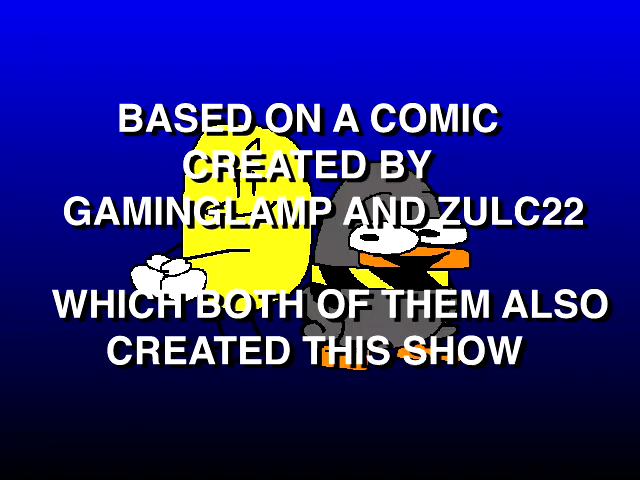 BASED ON A COMIC
CREATED BY
GAMINGLAMP AND ZULC22
WHICH BOTH OF THEM ALSO
CREATED THIS SHOW